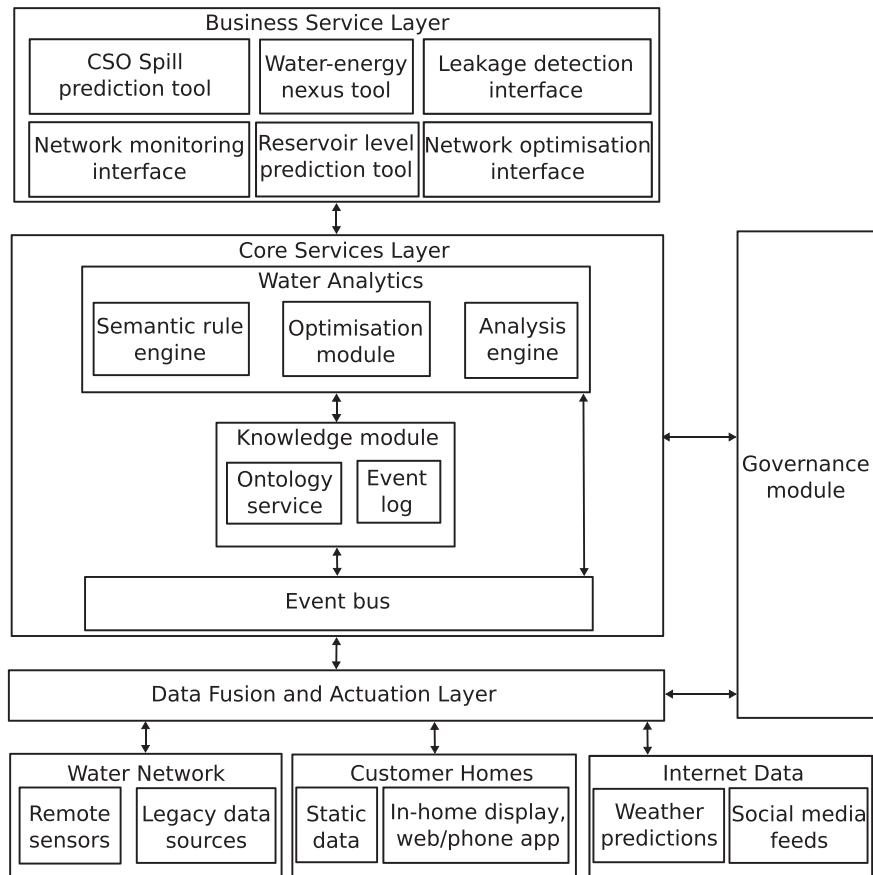 Business Service Layer
CSO Spill
prediction tool
Water-energy
nexus tool
Leakage detection
interface
Network monitoring
interface
Reservoir level
prediction tool
Network optimisation
interface
Core Services Layer
Water Analytics
Semantic rule
engine
Optimisation
module
Analysis
engine
Knowledge module
Ontology
service
Event
log
Event bus
Governance
module
Data Fusion and Actuation Layer
Water Network
Remote
sensors
Legacy data
sources
Customer Homes
Static
data
In-home display,
web/phone app
Internet Data
Weather
predictions
Social media
feeds